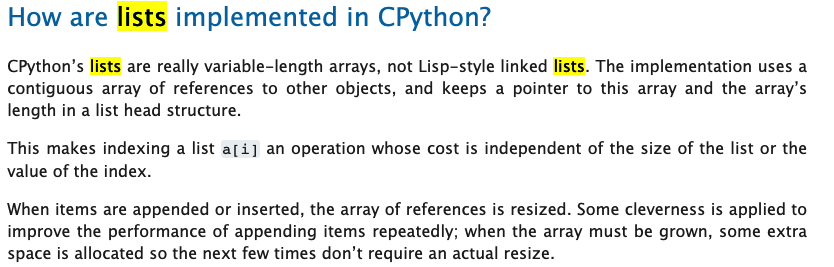 How are lists implemented in CPython?
CPython’s lists are really variable-length arrays, not Lisp-style linked lists. The implementation uses a
contiguous array of references to other objects, and keeps a pointer to this array and the array’s
length in a list head structure.
This makes indexing a list a[i] an operation whose cost is independent of the size of the list or the
value of the index.
When items are appended or inserted, the array of references is resized. Some cleverness is applied to
improve the performance of appending items repeatedly; when the array must be grown, some extra
space is allocated so the next few times don’t require an actual resize.